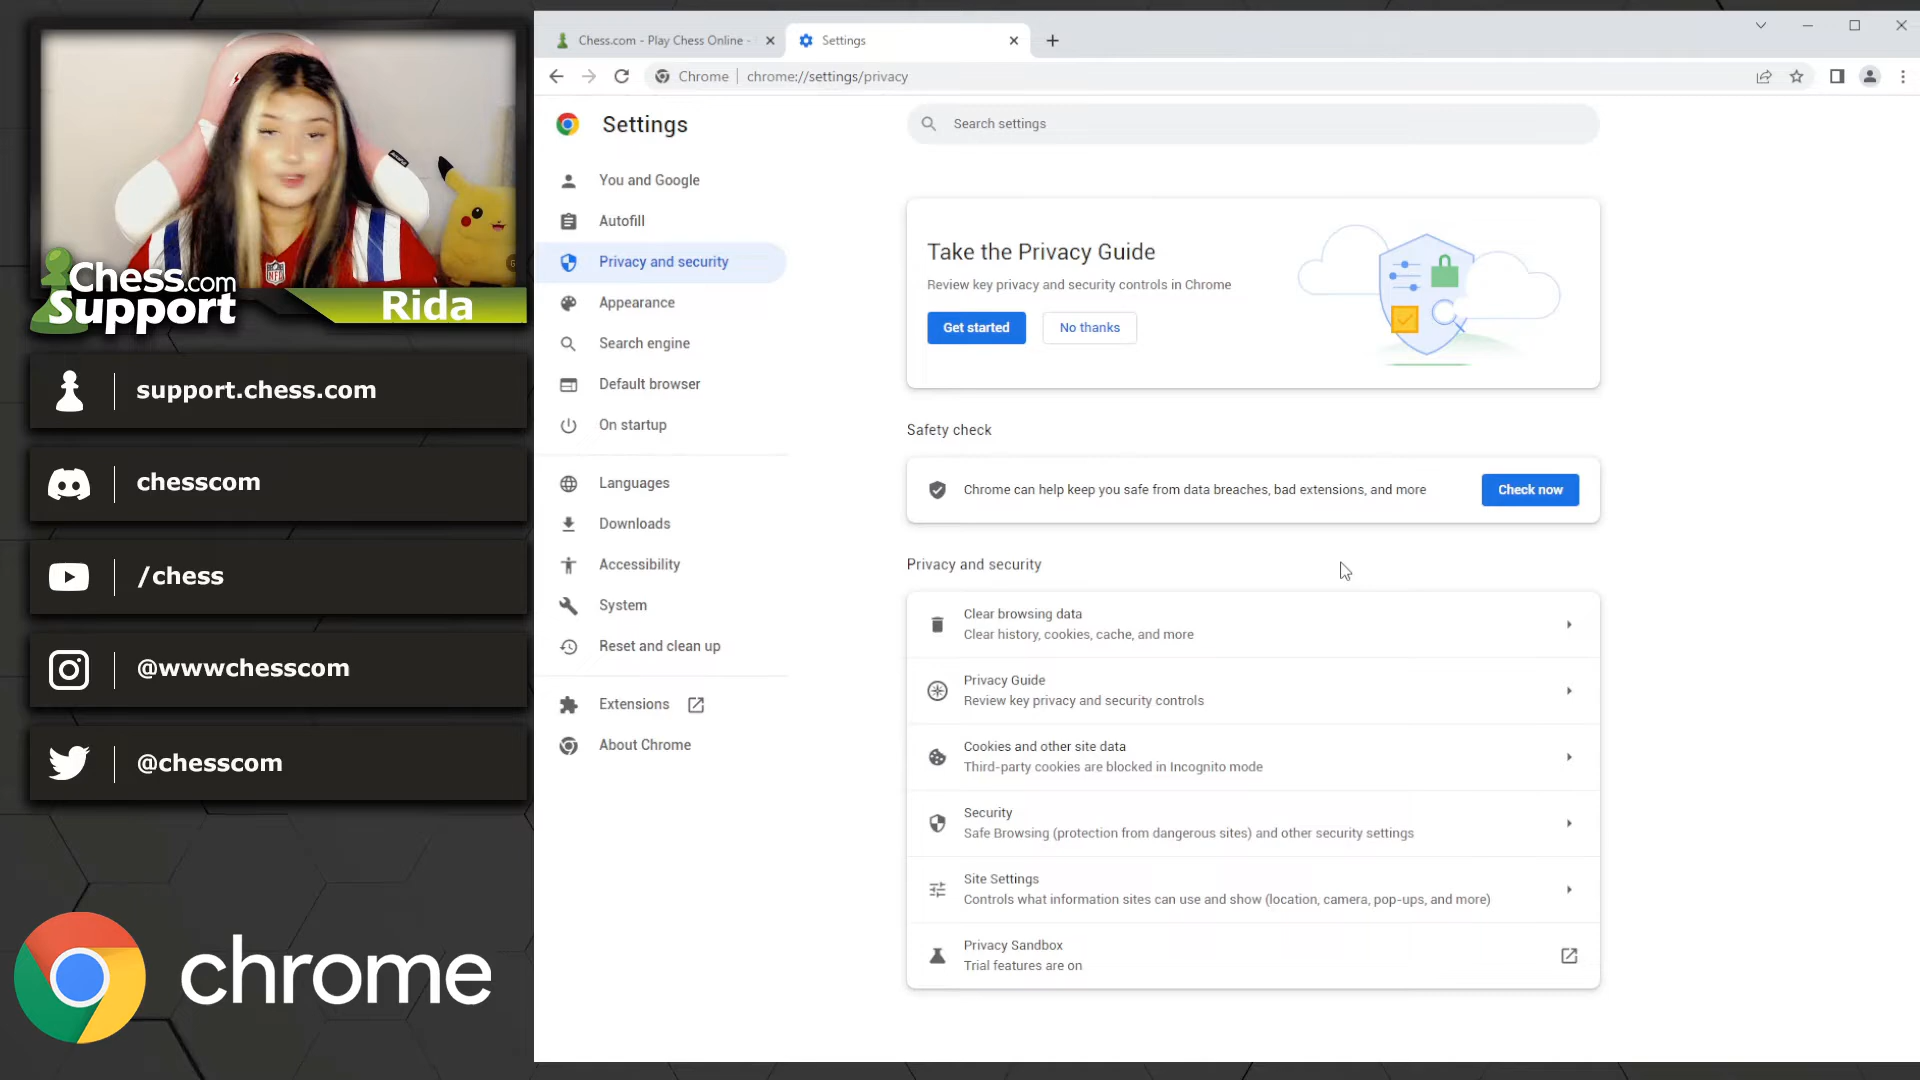 Chess.com
Support
Rida
support.chess.com
chesscom
/chess
@wwwchesscom
@chesscom
chrome
Chess.com - Play Chess Online -
Settings
Chrome
chrome://settings/privacy
Settings
Search settings
You and Google
Autofill
Privacy and security
Appearance
Search engine
Default browser
On startup
Languages
Downloads
Accessibility
System
Reset and clean up
Extensions
About Chrome
Take the Privacy Guide
Review key privacy and security controls in Chrome
Get started
No thanks
Safety check
Chrome can help keep you safe from data breaches, bad extensions, and more
Check now
Privacy and security
Clear browsing data
Clear history, cookies, cache, and more
Privacy Guide
Review key privacy and security controls
Cookies and other site data
Third-party cookies are blocked in Incognito mode
Security
Safe Browsing (protection from dangerous sites) and other security settings
Site Settings
Controls what information sites can use and show (location, camera, pop-ups, and more)
Privacy Sandbox
Trial features are on
NFL